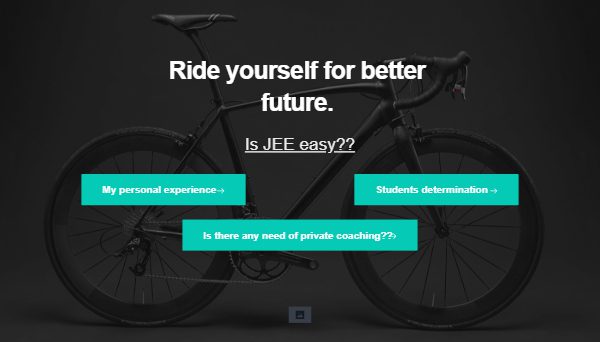 Ride yourself for better
future.
Is JEE easy??
My personal experience→
Students determination →
Is there any need of private coaching??›